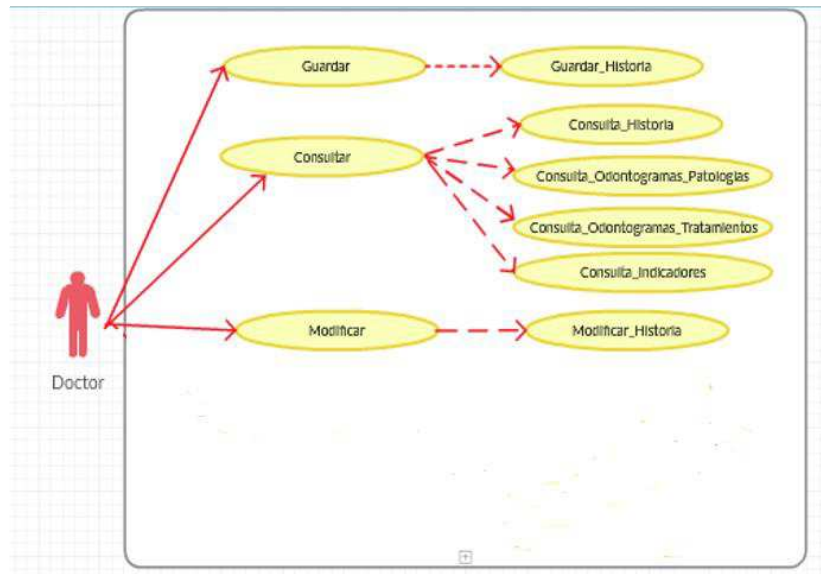 Guardar
Guardar_Historia
Consulta_Historia
Consultar
Consulta_Odontogramas_Patologias
Consulta_Odontogramas_Tratamientos
Consulta_Indicadores
Modificar
Modificar_Historia
Doctor